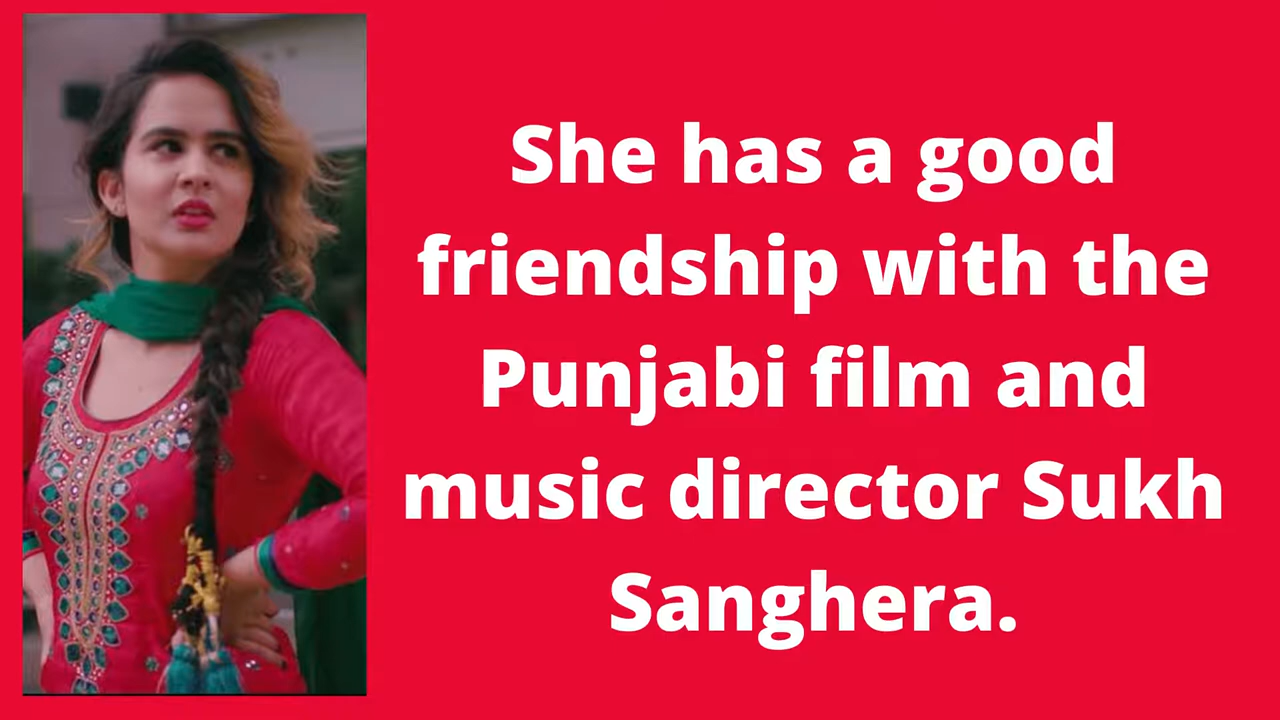 She has a good
friendship with the
Punjabi film and
music director Sukh
Sanghera.